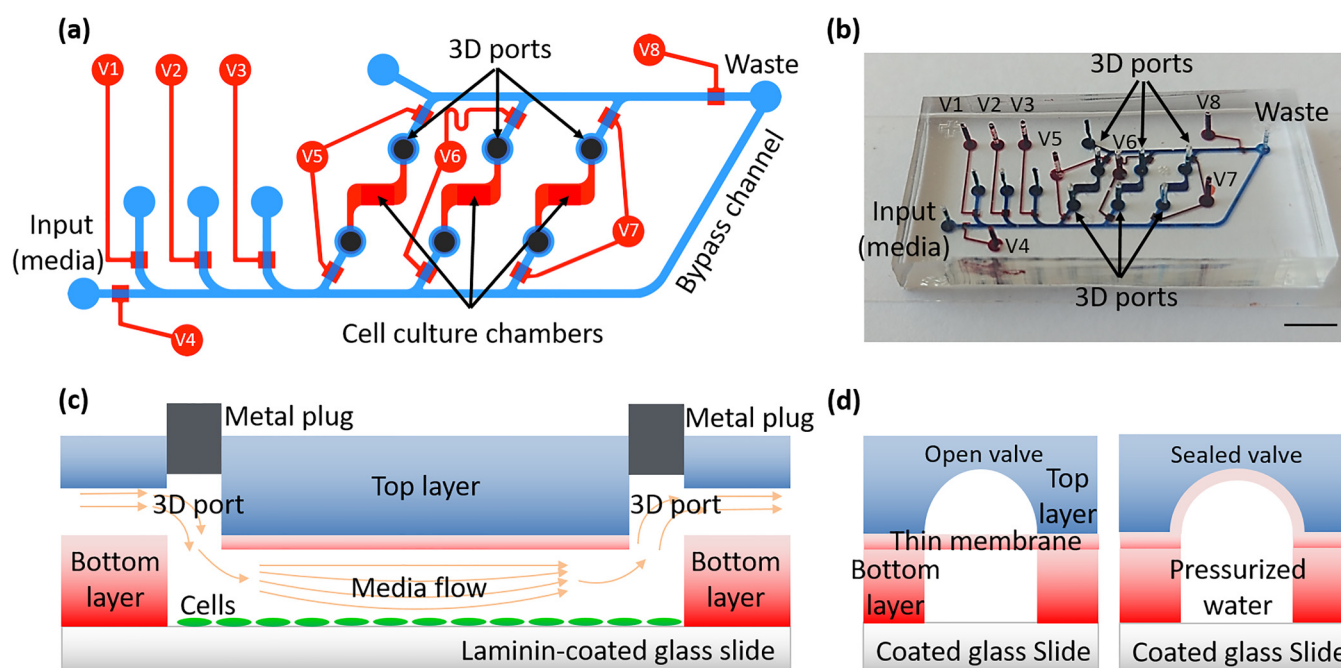 (a)
3D ports
V1
V2
V3
V8
Waste
V5
V6
V7
Input
(media)
Bypass channel
V4
Cell culture chambers
(b)
3D ports
V1
V2
V3
V8
Waste
V5
V6
V7
Input
(media)
V4
3D ports
(c)
Metal plug
Metal plug
Top layer
3D port
3D port
Bottom
layer
Media flow
Bottom
layer
Cells
Laminin-coated glass slide
(d)
Open valve
Top
layer
Thin membrane
Bottom
layer
Coated glass Slide
Sealed valve
Pressurized
water
Coated glass Slide